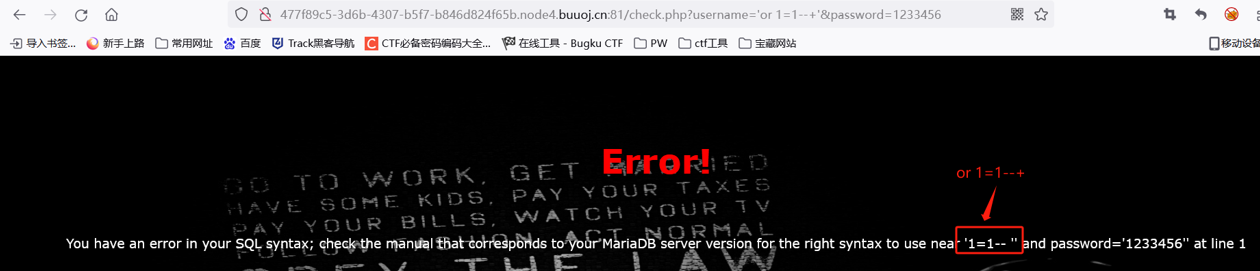 477f89c5-3d6b-4307-b5f7-b846d824f65b.node4.buuoj.cn:81/check.php?username='or 1=1--+'&password=1233456
导入书签... 新手上路 常用网址 百度 Track黑客导航 CTF必备密码编码大全... 在线工具 - Bugku CTF PW ctf工具 宝藏网站 移动设备
Error!
or 1=1--+
GO TO WORK, GET MARRIED
HAVE SOME KIDS, PAY YOUR TAXES
PAY YOUR BILLS, WATCH YOUR TV
FOLLOW FASHION, ACT NORMAL
You have an error in your SQL syntax; check the manual that corresponds to your MariaDB server version for the right syntax to use near '1=1-- '' and password='1233456'' at line 1
OBEY THE LAW